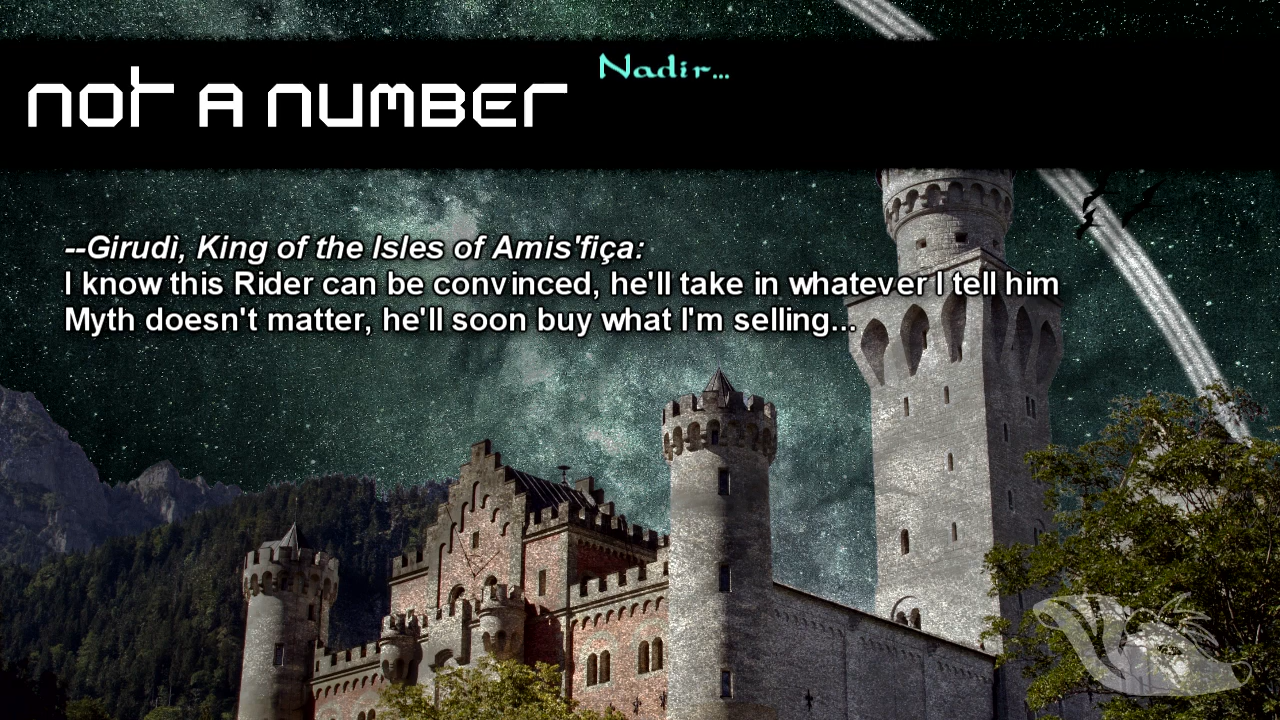 Nadir...
not a number
--Girudì, King of the Isles of Amis'fiça:
I know this Rider can be convinced, he'll take in whatever I tell him
Myth doesn't matter, he'll soon buy what I'm selling...